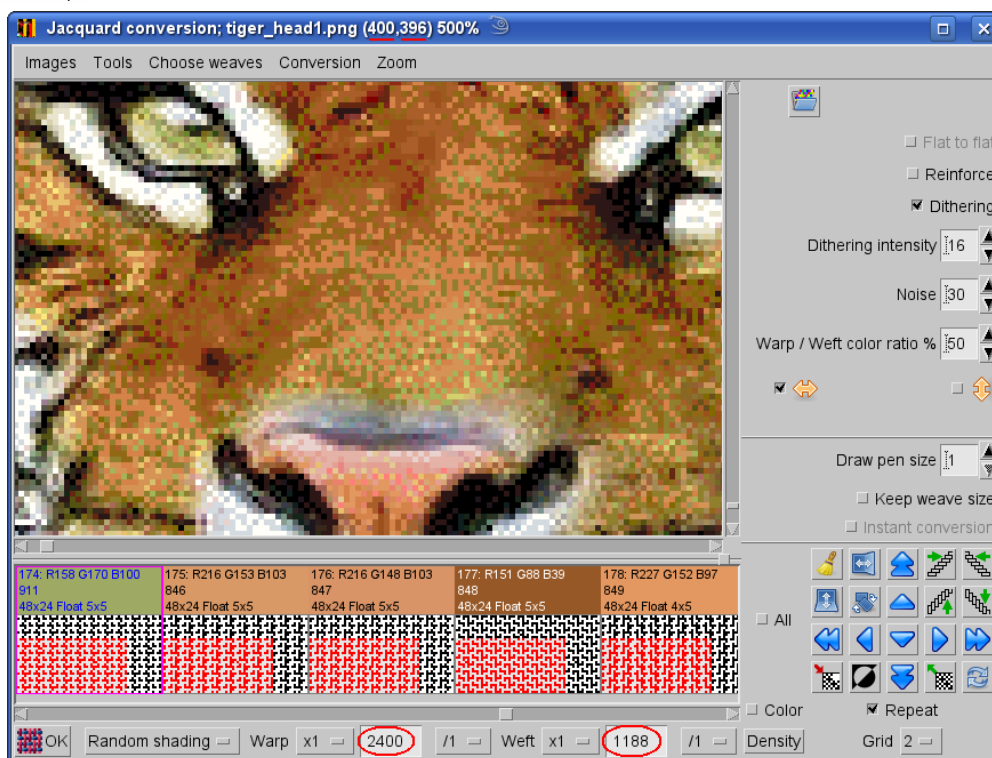 Jacquard conversion; tiger_head1.png (400,396) 500%
Images Tools Choose weaves Conversion Zoom
Flat to flat
Reinforce
Dithering
Dithering intensity 16
Noise 30
Warp / Weft color ratio % 50
Draw pen size 1
Keep weave size
Instant conversion
174: R158 G170 B100 175: R216 G153 B103 176: R216 G148 B103 177: R151 G88 B39 178: R227 G152 B97
911 846 847 848 849
48x24 Float 5x5 48x24 Float 5x5 48x24 Float 5x5 48x24 Float 5x5 48x24 Float 4x5
All
Color Repeat
OK Random shading Warp x1 2400 /1 Weft x1 1188 /1 Density Grid 2